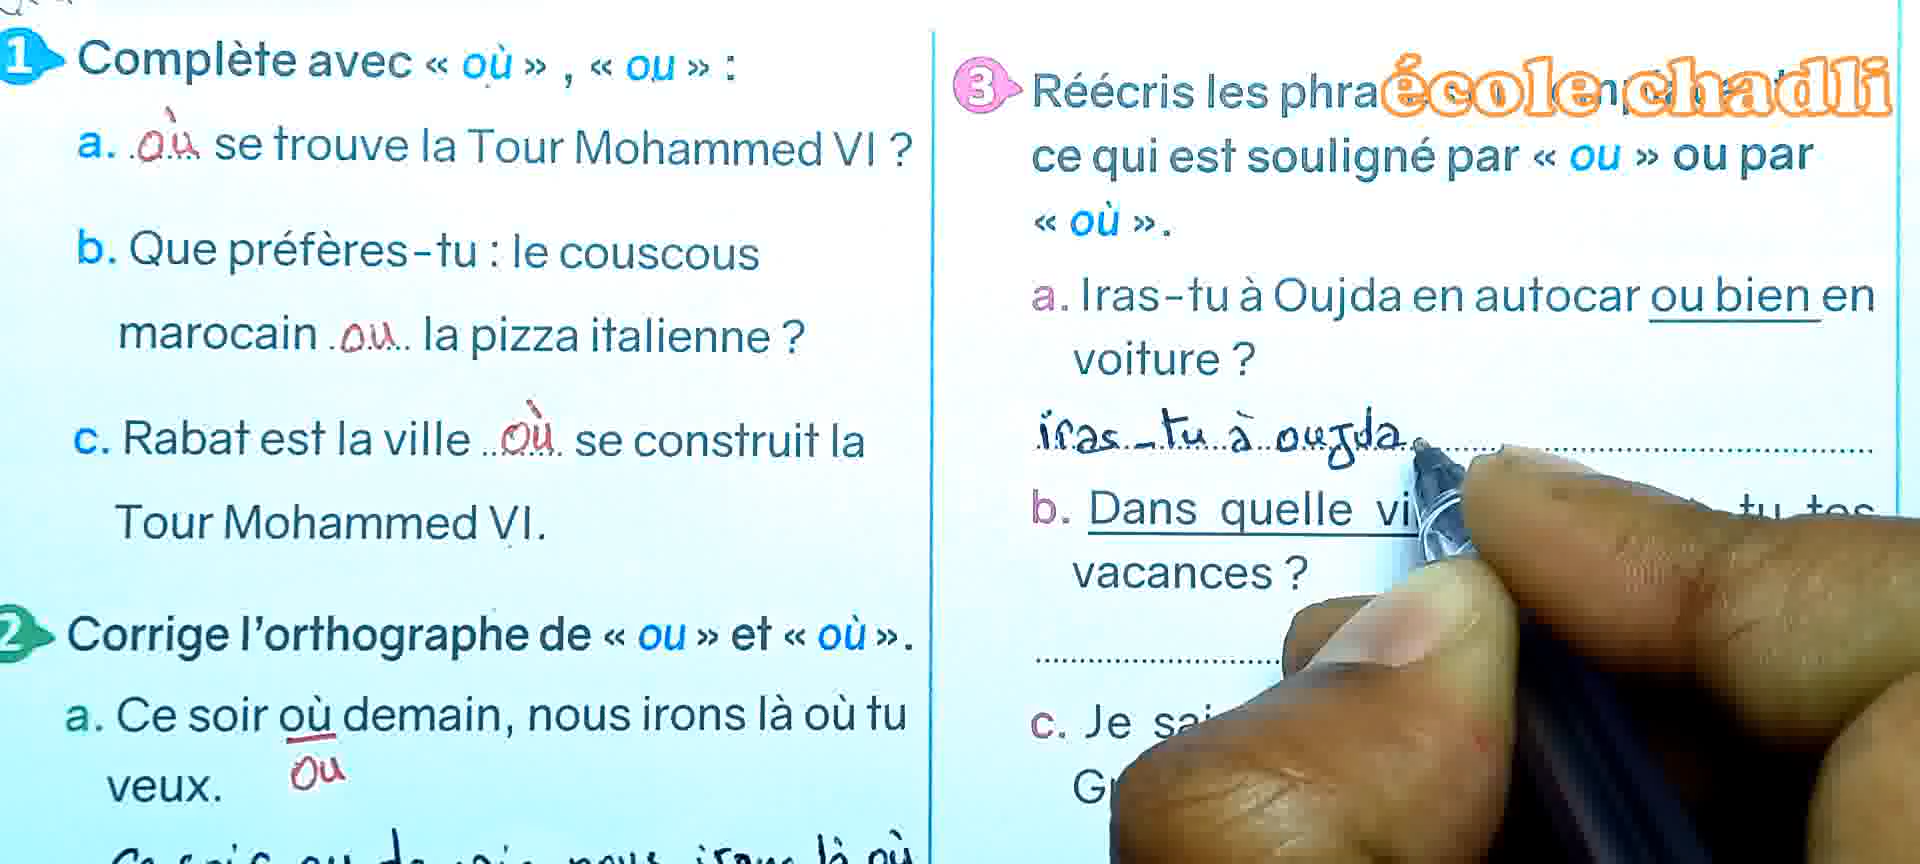 1 Complète avec « où » , « ou » :
a. où se trouve la Tour Mohammed VI ?
b. Que préfères-tu : le couscous
marocain ou la pizza italienne ?
c. Rabat est la ville où se construit la
Tour Mohammed VI.
2 Corrige l'orthographe de « ou » et « où ».
a. Ce soir où demain, nous irons là où tu
ou
veux.
3 Réécris les
école chadli
ce qui est souligné par « ou » ou par
« où ».
a. Iras-tu à Oujda en autocar ou bien en
voiture ?
iras-tu à oujda
b. Dans quelle tu tes
vacances ?
c. Je